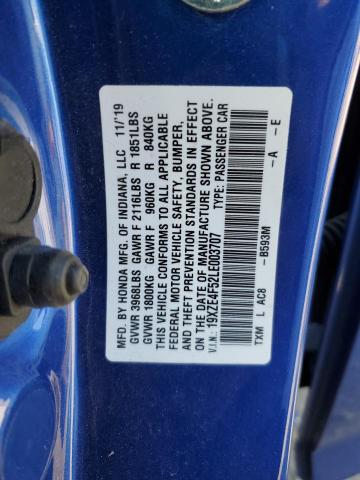 MFD. BY HONDA MFG. OF INDIANA, LLC 11/'19
GVWR 3968LBS GAWR F 2116LBS R 1851LBS
GVWR 1800KG GAWR F 960KG R 840KG
THIS VEHICLE CONFORMS TO ALL APPLICABLE
FEDERAL MOTOR VEHICLE SAFETY, BUMPER,
AND THEFT PREVENTION STANDARDS IN EFFECT
ON THE DATE OF MANUFACTURE SHOWN ABOVE.
V.I.N.: 19XZE4F52LE003707 TYPE: PASSENGER CAR
TXM L AC8 -B593M -A -E